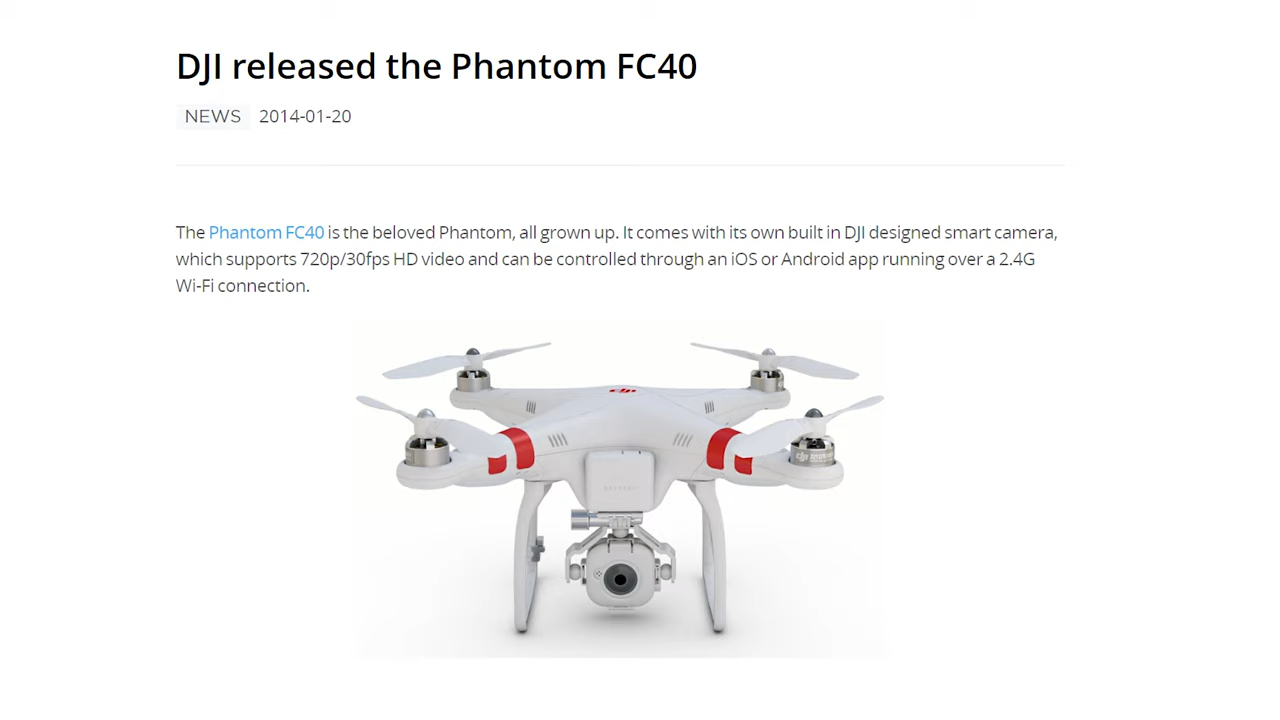 DJI released the Phantom FC40
NEWS 2014-01-20
The Phantom FC40 is the beloved Phantom, all grown up. It comes with its own built in DJI designed smart camera,
which supports 720p/30fps HD video and can be controlled through an iOS or Android app running over a 2.4G
Wi-Fi connection.
dji
dji